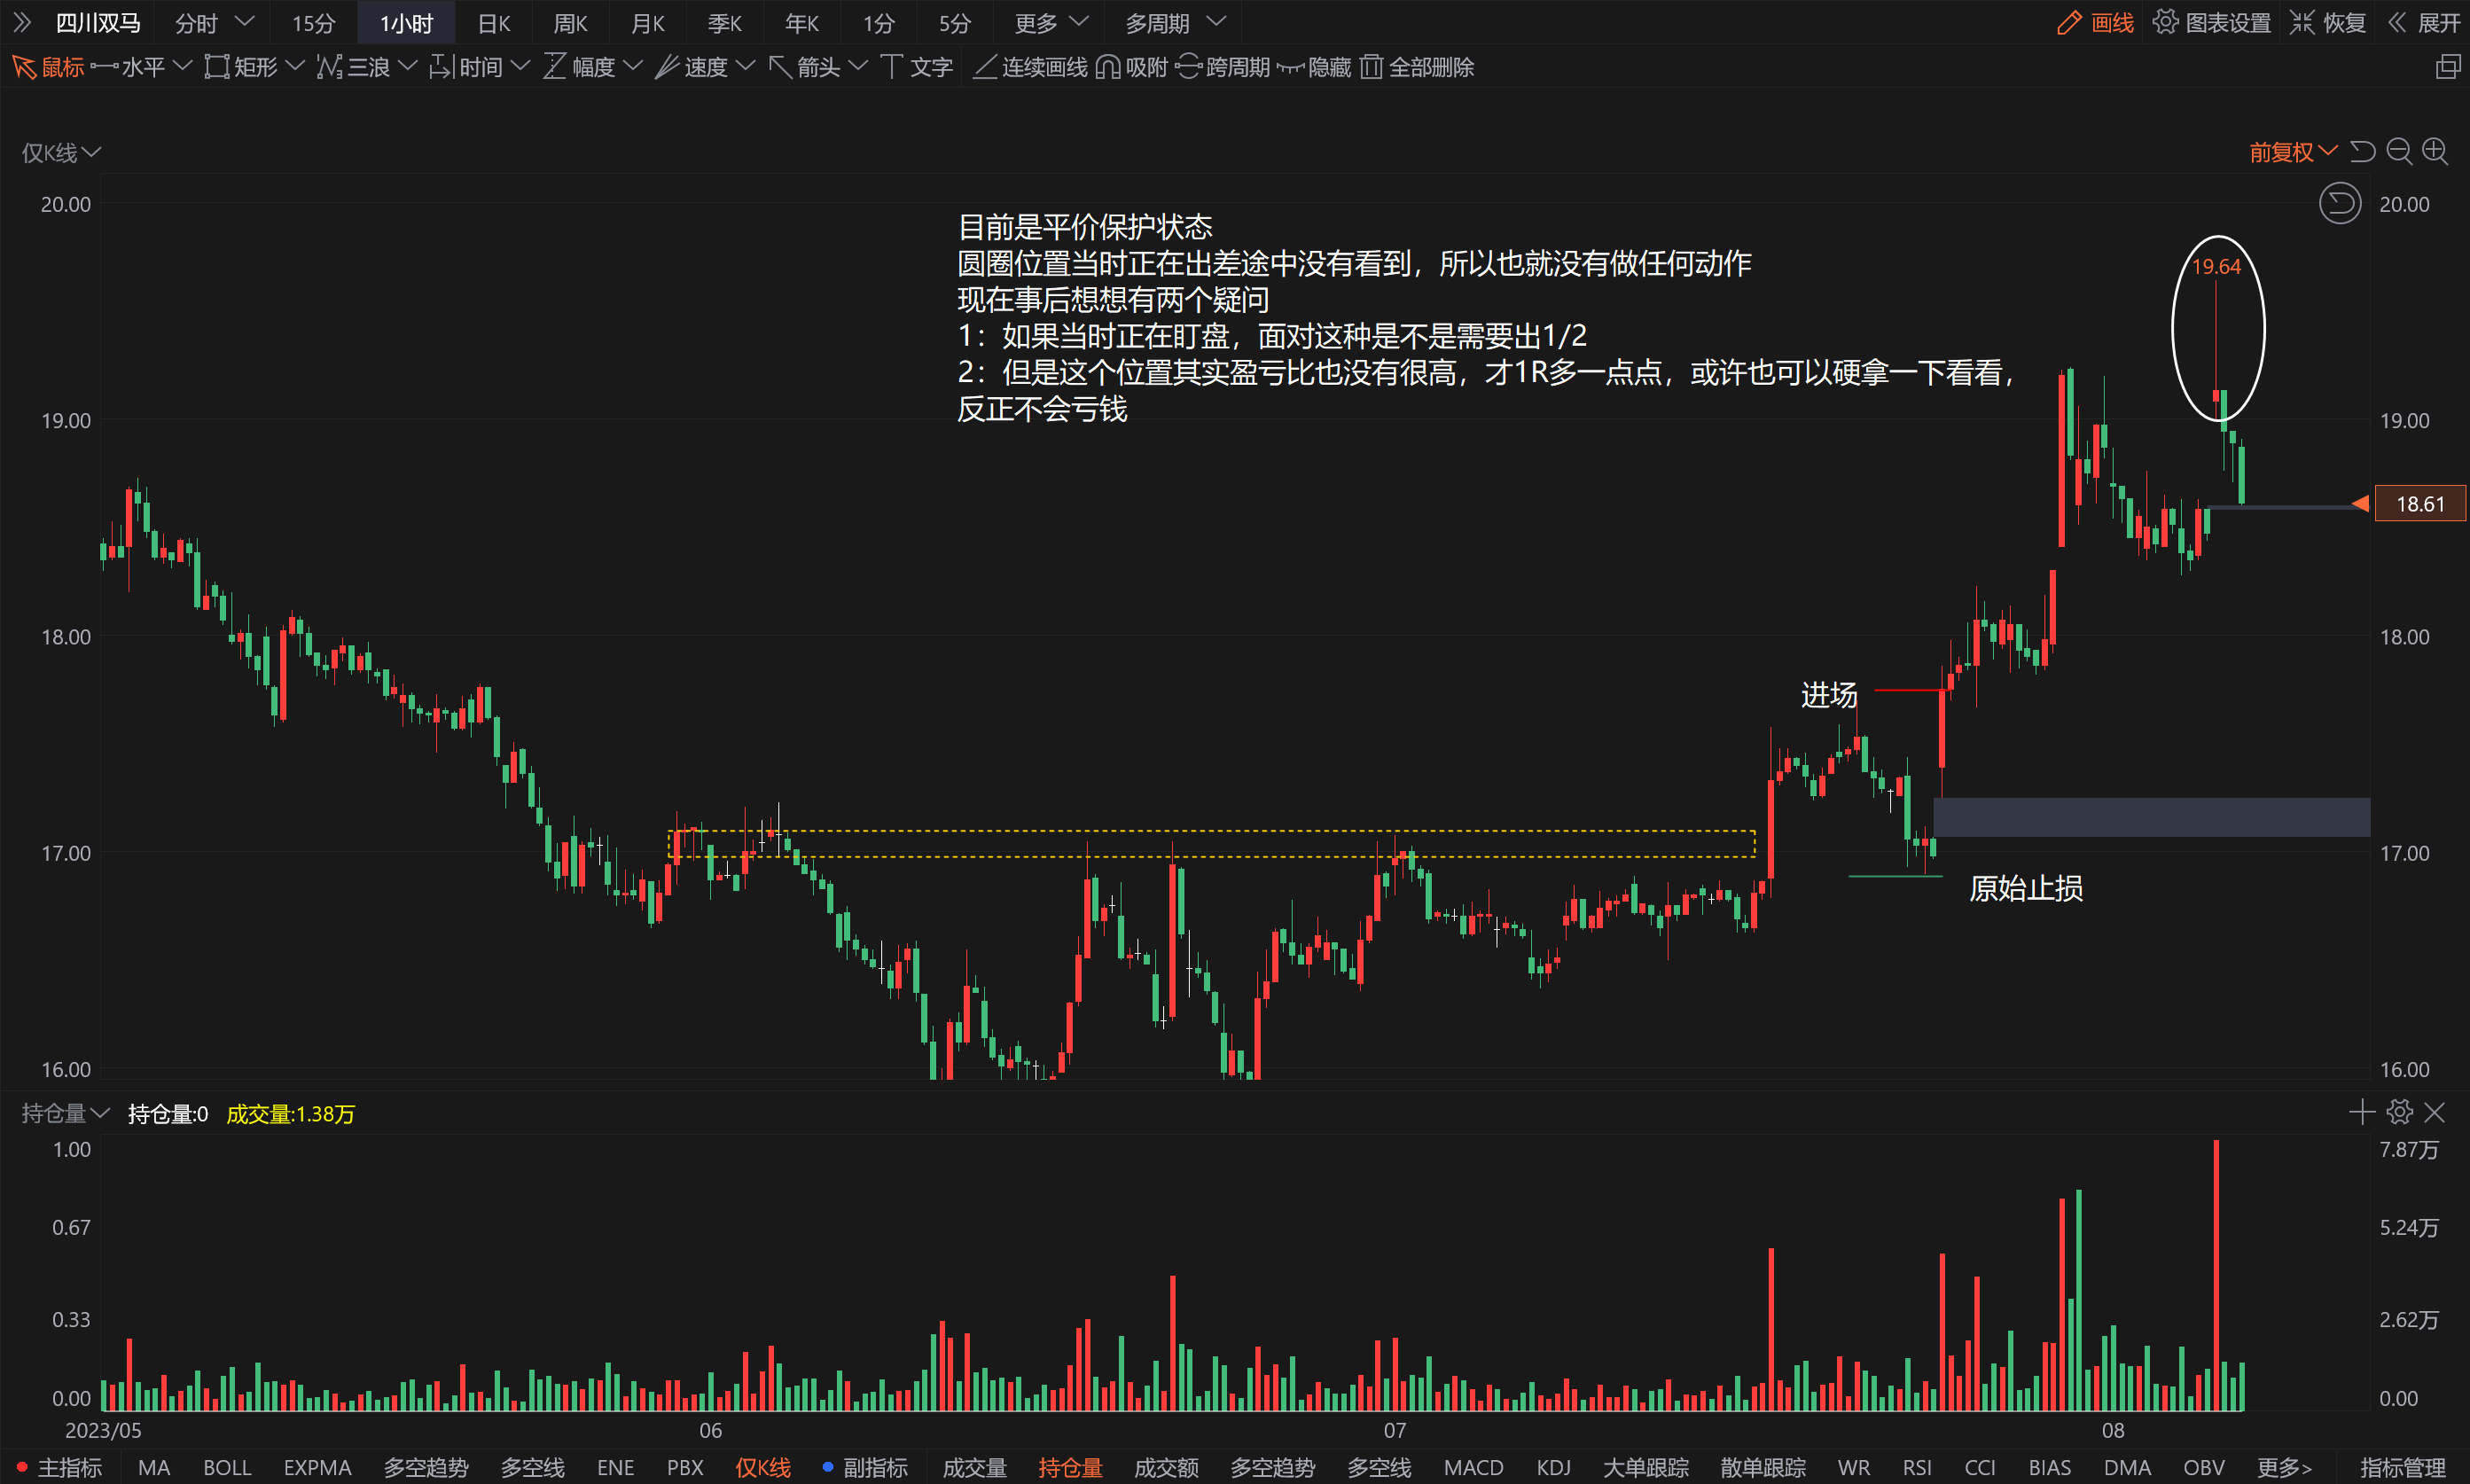 四川双马 分时 15分 1小时 日K 周K 月K 季K 年K 1分 5分 更多 多周期 画线 图表设置 恢复 展开
鼠标 水平 矩形 三浪 时间 幅度 速度 箭头 文字 连续画线 吸附 跨周期 隐藏 全部删除
仅K线 前复权
20.00 20.00
目前是平价保护状态
圆圈位置当时正在出差途中没有看到，所以也就没有做任何动作
19.64
现在事后想想有两个疑问
1：如果当时正在盯盘，面对这种是不是需要出1/2
2：但是这个位置其实盈亏比也没有很高，才1R多一点点，或许也可以硬拿一下看看，
反正不会亏钱
19.00 19.00
18.61
18.00 18.00
进场
17.00 17.00
原始止损
16.00 16.00
持仓量 持仓量:0 成交量:1.38万
1.00 7.87万
0.67 5.24万
0.33 2.62万
0.00 0.00
2023/05 06 07 08
主指标 MA BOLL EXPMA 多空趋势 多空线 ENE PBX 仅K线 副指标 成交量 持仓量 成交额 多空趋势 多空线 MACD KDJ 大单跟踪 散单跟踪 WR RSI CCI BIAS DMA OBV 更多> 指标管理